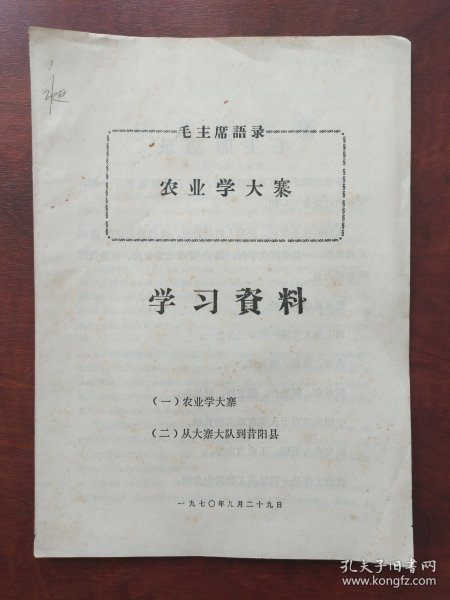 毛主席語录
农业学大寨
学习資料
（一）农业学大寨
（二）从大寨大队到昔阳县
一九七〇年九月二十九日
孔夫子旧书网
www.kongfz.com